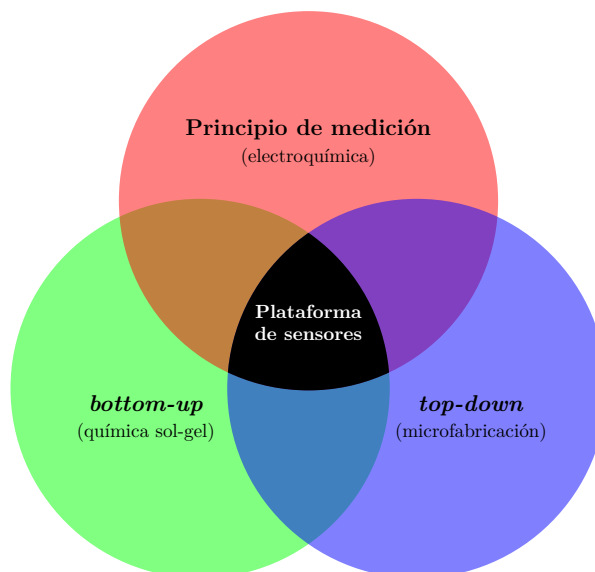 Principio de medición
(electroquímica)
Plataforma
de sensores
bottom-up
(química sol-gel)
top-down
(microfabricación)